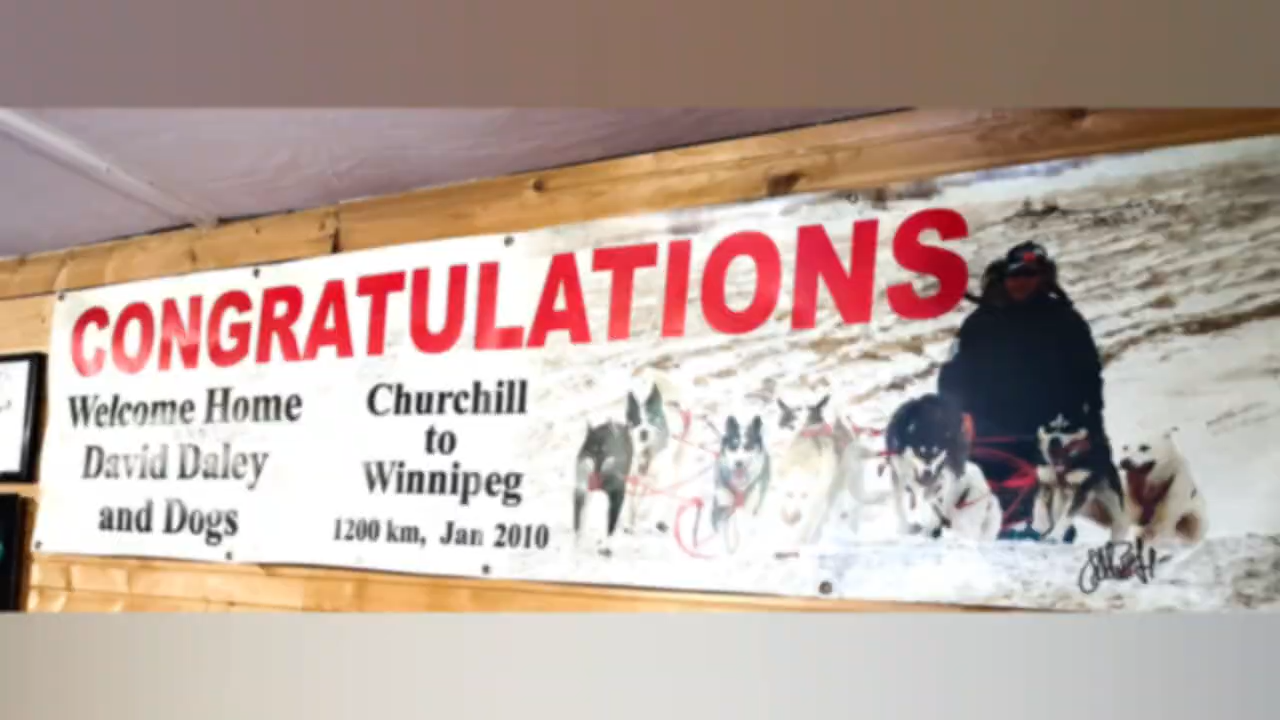 CONGRATULATIONS
Welcome Home
David Daley
and Dogs
Churchill
to
Winnipeg
1200 km, Jan 2010